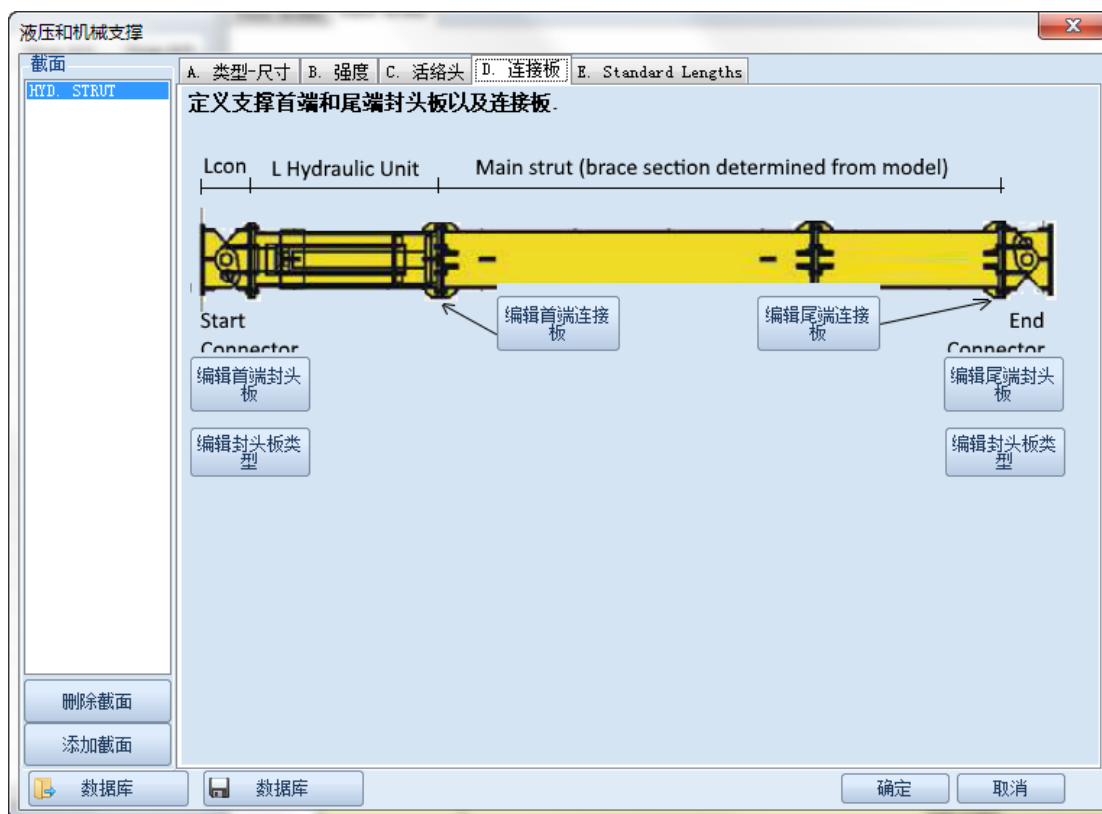 液压和机械支撑
截面
HYD. STRUT
A. 类型-尺寸
B. 强度
C. 活络头
D. 连接板
E. Standard Lengths
定义支撑首端和尾端封头板以及连接板.
Lcon
L Hydraulic Unit
Main strut (brace section determined from model)
编辑首端连接
板
编辑尾端连接
板
Start
Connector
End
Connector
编辑首端封头
板
编辑尾端封头
板
编辑封头板类
型
编辑封头板类
型
删除截面
添加截面
数据库
数据库
确定
取消